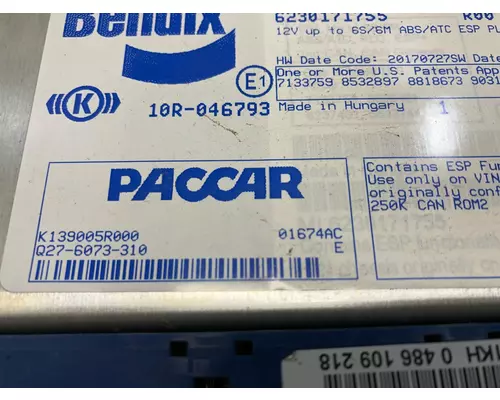 Bendix
6230171755 R00
12V up to 6S/6M ABS/ATC ESP PL
HW Date Code: 20170727SW Date
One or More U.S. Patents App
7133759 8532897 8818673 9031
E1
((K))
10R-046793
Made in Hungary 1
PACCAR
K139005R000 01674AC
Q27-6073-310 E
Contains ESP Fun
Use only on VIN
originally conf
250K CAN ROM2
1KH 0 486 109 218